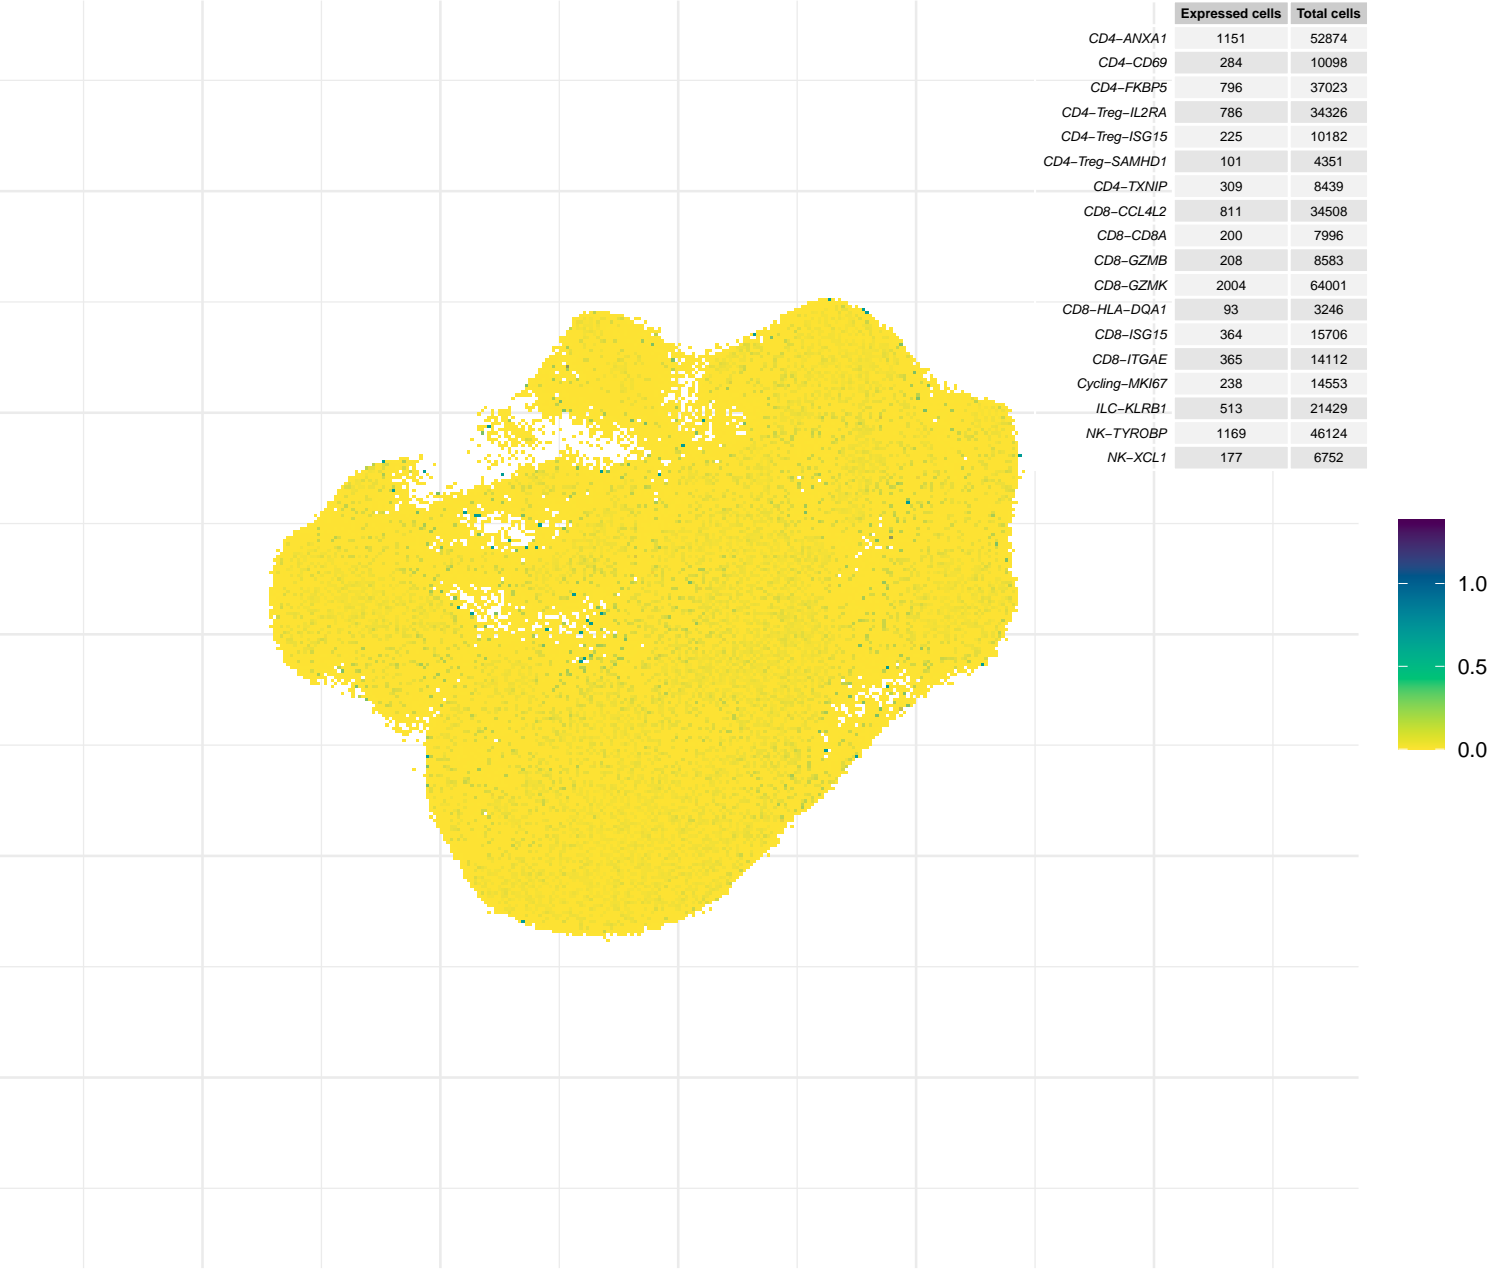 Expressed cells Total cells
CD4−ANXA1 1151 52874
CD4−CD69 284 10098
CD4−FKBP5 796 37023
CD4−Treg−IL2RA 786 34326
CD4−Treg−ISG15 225 10182
CD4−Treg−SAMHD1 101 4351
CD4−TXNIP 309 8439
CD8−CCL4L2 811 34508
CD8−CD8A 200 7996
CD8−GZMB 208 8583
CD8−GZMK 2004 64001
CD8−HLA−DQA1 93 3246
CD8−ISG15 364 15706
CD8−ITGAE 365 14112
Cycling−MKI67 238 14553
ILC−KLRB1 513 21429
NK−TYROBP 1169 46124
NK−XCL1 177 6752
1.0
0.5
0.0